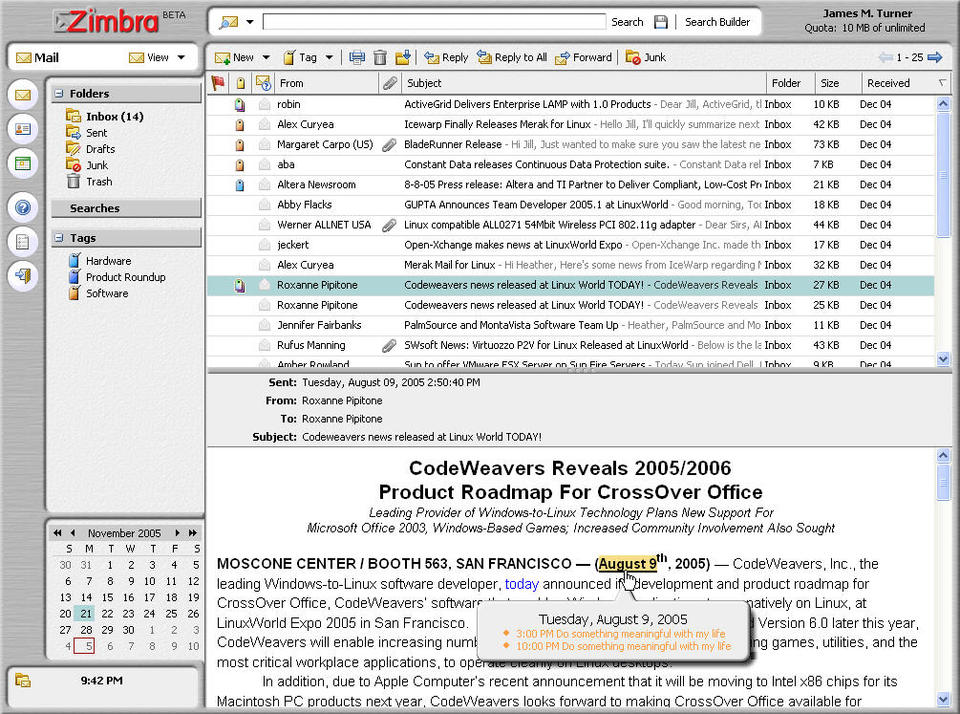 Zimbra BETA
Search Search Builder
James M. Turner
Quota: 10 MB of unlimited
Mail View
New Tag Reply Reply to All Forward Junk 1 - 25
Folders
Inbox (14)
Sent
Drafts
Junk
Trash
Searches
Tags
Hardware
Product Roundup
Software
From Subject Folder Size Received
robin ActiveGrid Delivers Enterprise LAMP with 1.0 Products - Dear Jill, ActiveGrid, Inbox 10 KB Dec 04
Alex Curyea Icewarp Finally Releases Merak for Linux - Hello Jill, I'll quickly summarize next Inbox 42 KB Dec 04
Margaret Carpo (US) BladeRunner Release - Hi Jill, Just wanted to make sure you saw the latest ne Inbox 73 KB Dec 04
aba Constant Data releases Continuous Data Protection suite. - Constant Data rel Inbox 7 KB Dec 04
Altera Newsroom 8-8-05 Press release: Altera and TI Partner to Deliver Compliant, Low-Cost Pr Inbox 21 KB Dec 04
Abby Flacks GUPTA Announces Team Developer 2005.1 at LinuxWorld - Good morning, To Inbox 18 KB Dec 04
Werner ALLNET USA Linux compatible ALL0271 54Mbit Wireless PCI 802.11g adapter - Dear Sirs, Al Inbox 44 KB Dec 04
jeckert Open-Xchange makes news at LinuxWorld Expo - Open-Xchange Inc. made th Inbox 17 KB Dec 04
Alex Curyea Merak Mail for Linux - Hi Heather, Here's some news from IceWarp regarding M Inbox 32 KB Dec 04
Roxanne Pipitone Codeweavers news released at Linux World TODAY! - CodeWeavers Reveals Inbox 27 KB Dec 04
Roxanne Pipitone Codeweavers news released at Linux World TODAY! - CodeWeavers Reveals Inbox 25 KB Dec 04
Jennifer Fairbanks PalmSource and MontaVista Software Team Up - Heather, PalmSource and Mo Inbox 11 KB Dec 04
Rufus Manning SWsoft News: Virtuozzo P2V for Linux Released at LinuxWorld - Below is the la Inbox 43 KB Dec 04
Amber Rowland Sun to offer VMware ESX Server on Sun Fire Servers - Today Sun joined Dell, Inbox 9 KB Dec 04
Sent: Tuesday, August 09, 2005 2:50:40 PM
From: Roxanne Pipitone
To: Roxanne Pipitone
Subject: Codeweavers news released at Linux World TODAY!
CodeWeavers Reveals 2005/2006
Product Roadmap For CrossOver Office
Leading Provider of Windows-to-Linux Technology Plans New Support For
Microsoft Office 2003, Windows-Based Games; Increased Community Involvement Also Sought
MOSCONE CENTER / BOOTH 563, SAN FRANCISCO — (August 9th, 2005) — CodeWeavers, Inc., the
leading Windows-to-Linux software developer, today announced development and product roadmap for
CrossOver Office, CodeWeavers' software natively on Linux, at
LinuxWorld Expo 2005 in San Francisco. Version 6.0 later this year,
CodeWeavers will enable increasing games, utilities, and the
most critical workplace applications, to operate cleanly on Linux desktops.
In addition, due to Apple Computer's recent announcement that it will be moving to Intel x86 chips for its
Macintosh PC products next year, CodeWeavers looks forward to making CrossOver Office available for
Tuesday, August 9, 2005
3:00 PM Do something meaningful with my life
10:00 PM Do something meaningful with my life
November 2005
S M T W T F S
30 31 1 2 3 4 5
6 7 8 9 10 11 12
13 14 15 16 17 18 19
20 21 22 23 24 25 26
27 28 29 30 1 2 3
4 5 6 7 8 9 10
9:42 PM